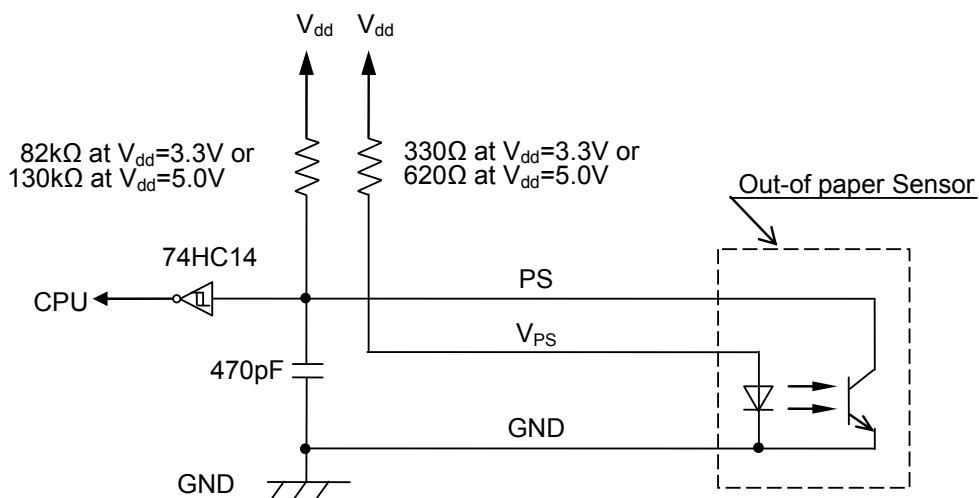 Vdd Vdd
82kΩ at Vdd=3.3V or
130kΩ at Vdd=5.0V
330Ω at Vdd=3.3V or
620Ω at Vdd=5.0V
Out-of paper Sensor
74HC14
PS
CPU
VPS
470pF
GND
GND